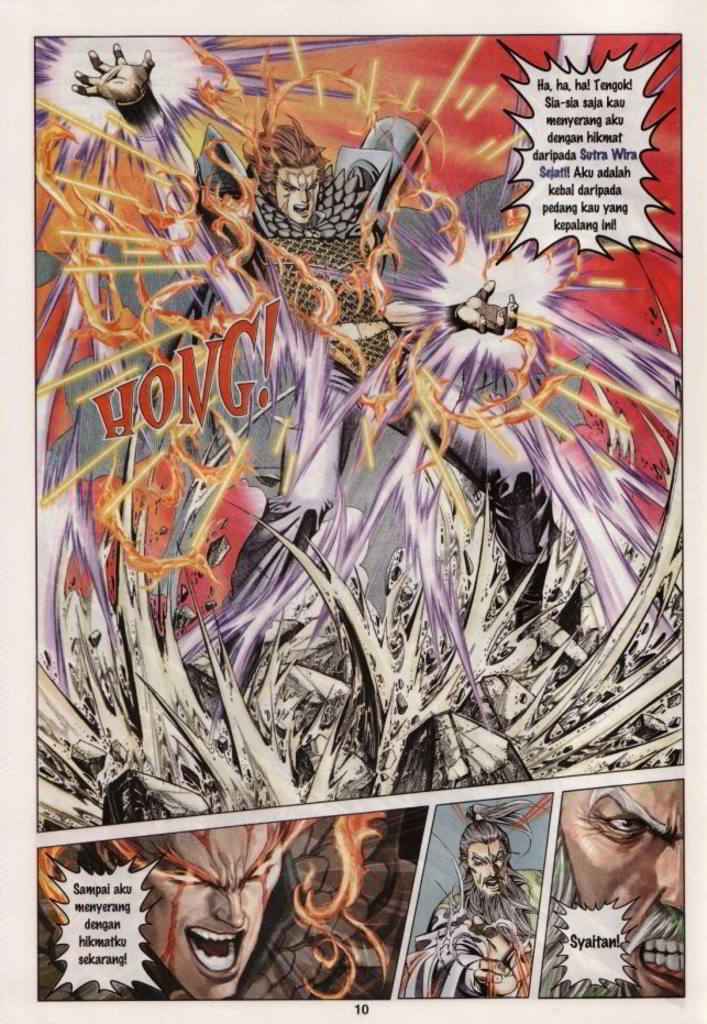 Ha, ha, ha! Tengok!
Sia-sia saja kau
menyerang aku
dengan hikmat
daripada Sutra Wira
Sejati! Aku adalah
kebal daripada
pedang kau yang
kepalang ini!
HONG!
Sampai aku
menyerang
dengan
hikmatku
sekarang!
Syaitan!
10